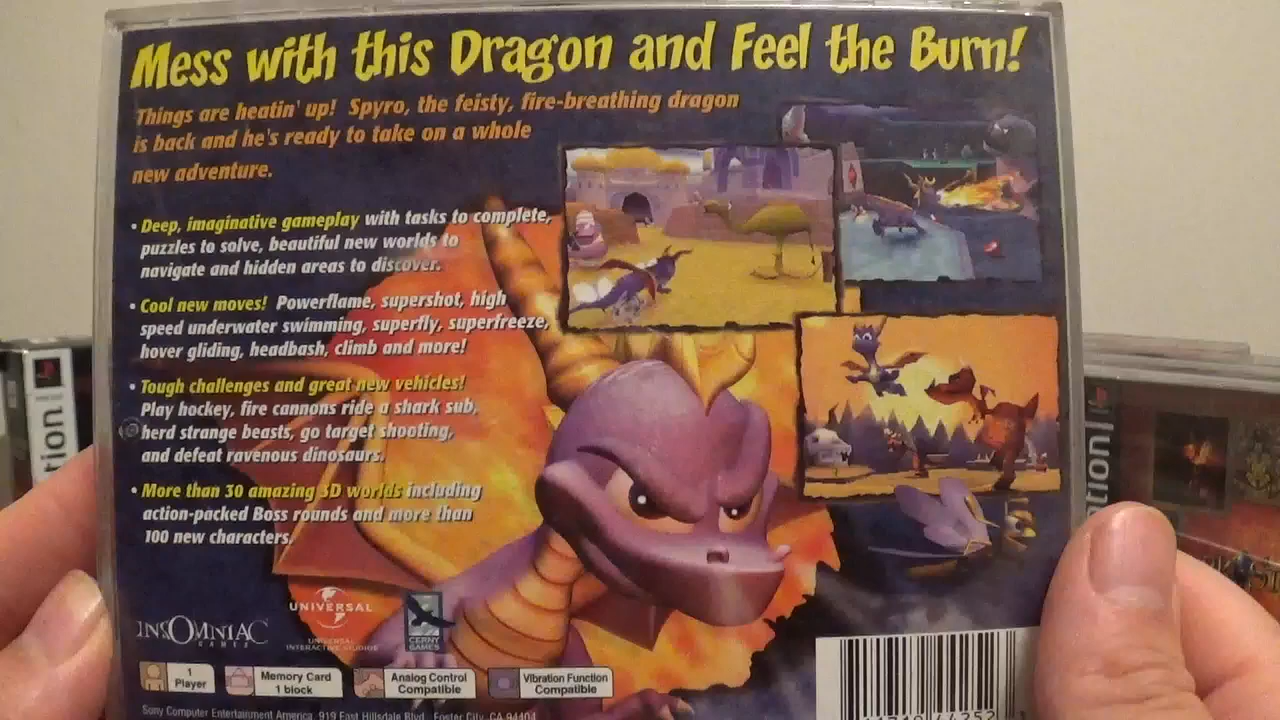 Mess with this Dragon and Feel the Burn!
Things are heatin' up! Spyro, the feisty, fire-breathing dragon
is back and he's ready to take on a whole
new adventure.
• Deep, imaginative gameplay with tasks to complete,
puzzles to solve, beautiful new worlds to
navigate and hidden areas to discover.
• Cool new moves! Powerflame, supershot, high
speed underwater swimming, superfly, superfreeze,
hover gliding, headbash, climb and more!
• Tough challenges and great new vehicles!
Play hockey, fire cannons ride a shark sub,
herd strange beasts, go target shooting,
and defeat ravenous dinosaurs.
• More than 30 amazing 3D worlds including
action-packed Boss rounds and more than
100 new characters.
INSOMNIAC
GAMES
UNIVERSAL
UNIVERSAL
INTERACTIVE STUDIOS
CERNY
GAMES
1
Player
Memory Card
1 block
Analog Control
Compatible
Vibration Function
Compatible
Sony Computer Entertainment America, 919 East Hillsdale Blvd., Foster City, CA 94404
tion
ation